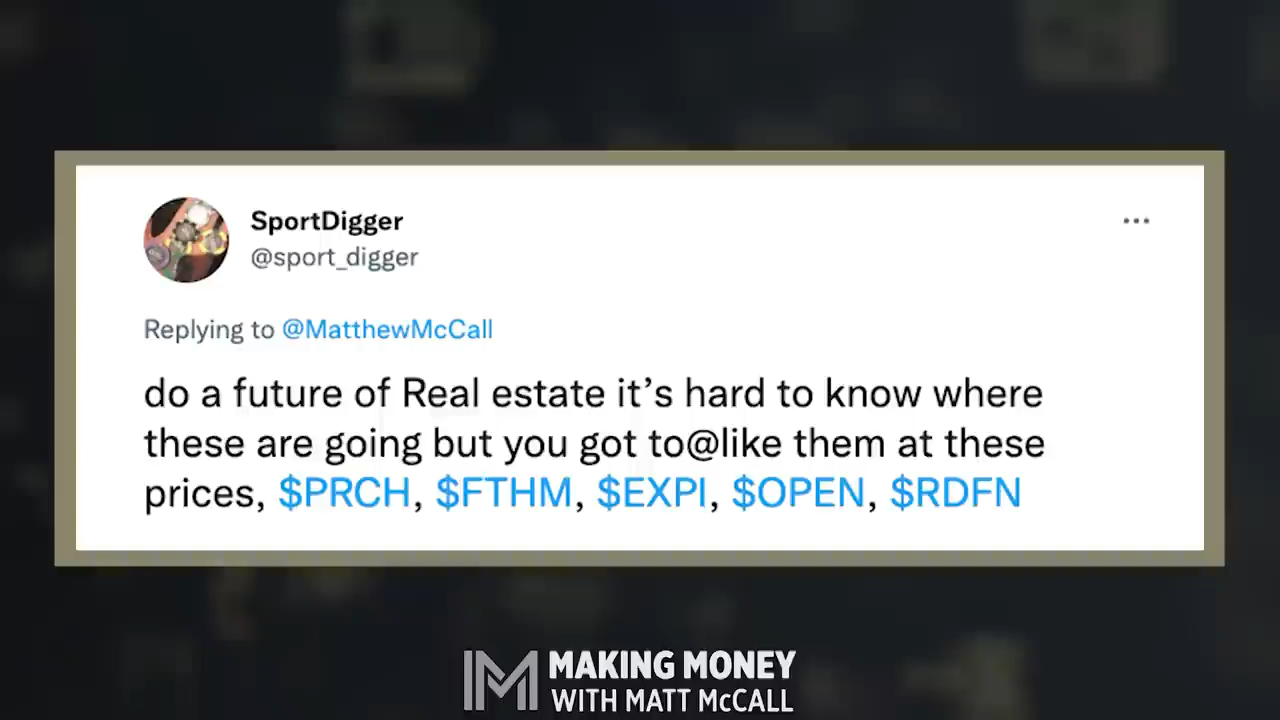 SportDigger
@sport_digger
...
Replying to @MatthewMcCall
do a future of Real estate it’s hard to know where
these are going but you got to@like them at these
prices, $PRCH, $FTHM, $EXPI, $OPEN, $RDFN
MAKING MONEY
WITH MATT McCALL